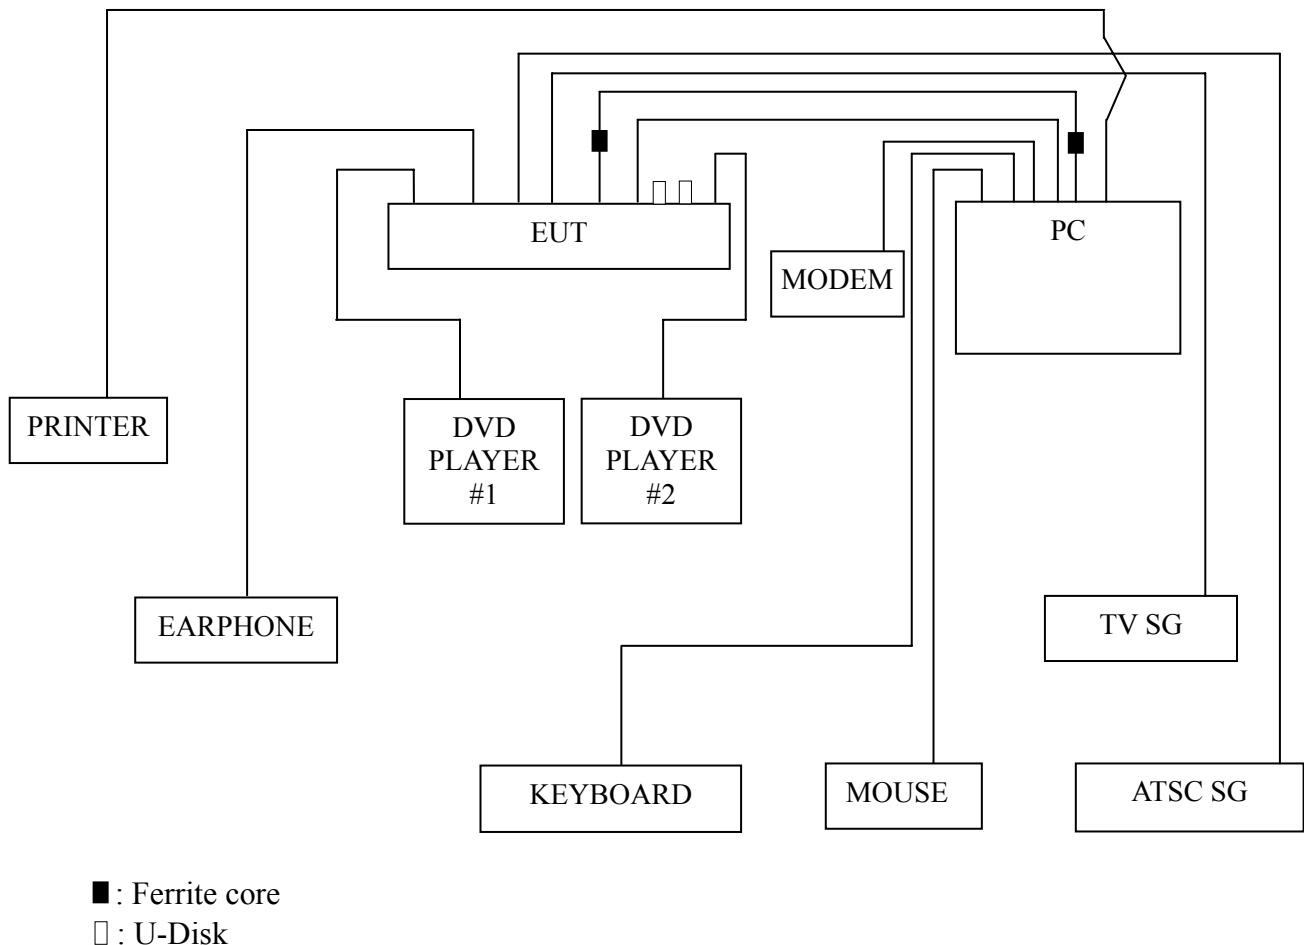 EUT
PC
MODEM
PRINTER
DVD
PLAYER
#1
DVD
PLAYER
#2
EARPHONE
TV SG
KEYBOARD
MOUSE
ATSC SG
: Ferrite core
: U-Disk